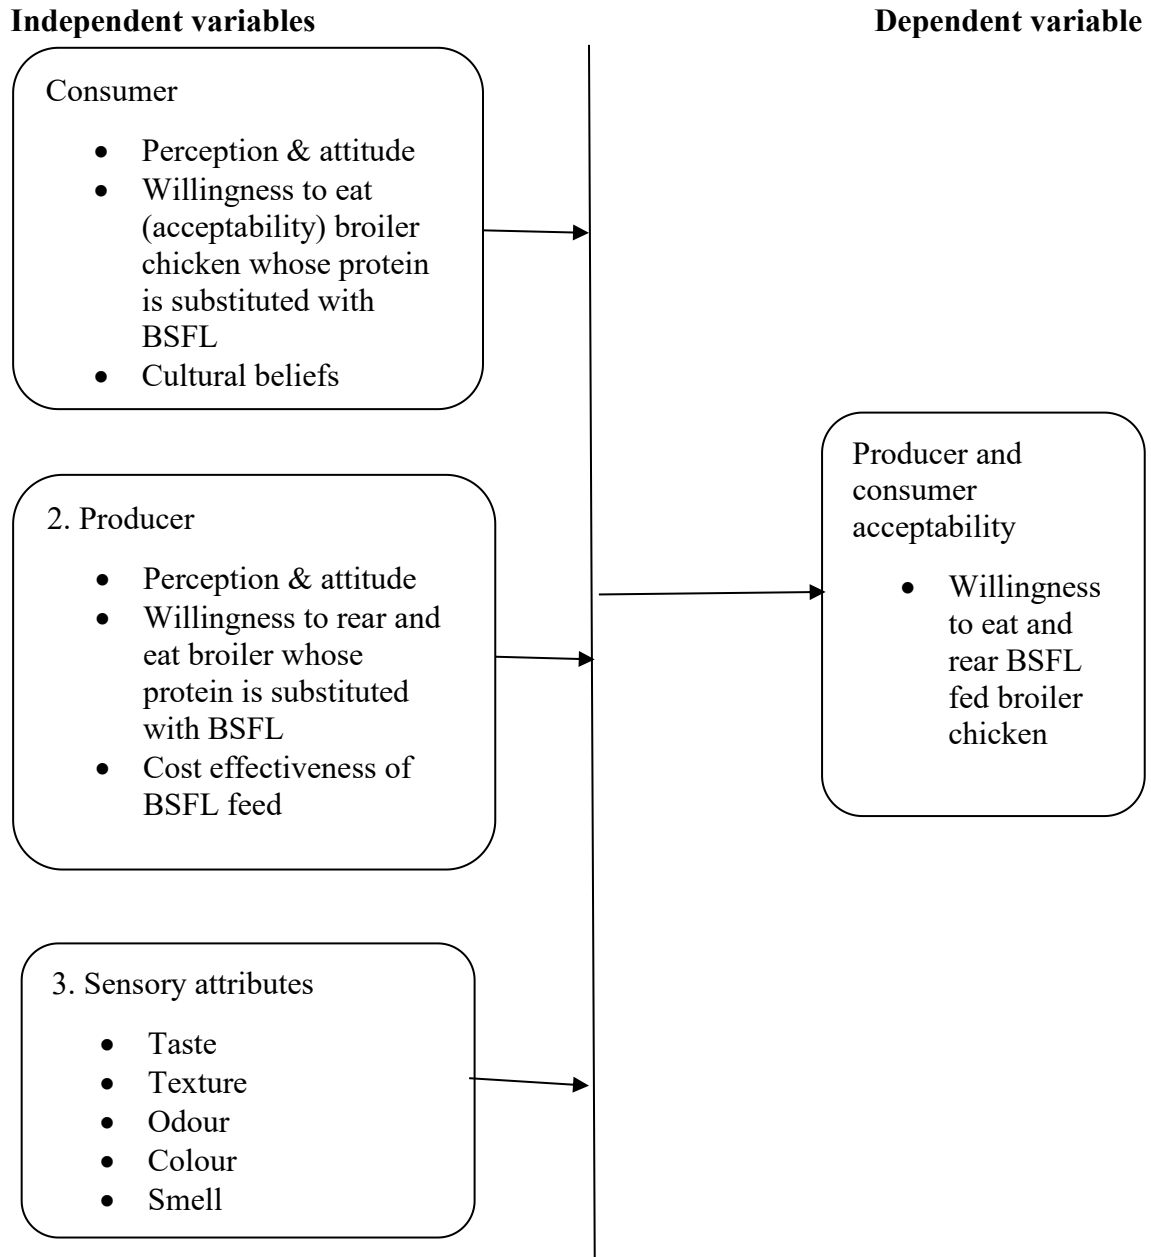 Independent variables
Dependent variable
Consumer
• Perception & attitude
• Willingness to eat
(acceptability) broiler
chicken whose protein
is substituted with
BSFL
• Cultural beliefs
2. Producer
• Perception & attitude
• Willingness to rear and
eat broiler whose
protein is substituted
with BSFL
• Cost effectiveness of
BSFL feed
3. Sensory attributes
• Taste
• Texture
• Odour
• Colour
• Smell
Producer and
consumer
acceptability
• Willingness
to eat and
rear BSFL
fed broiler
chicken